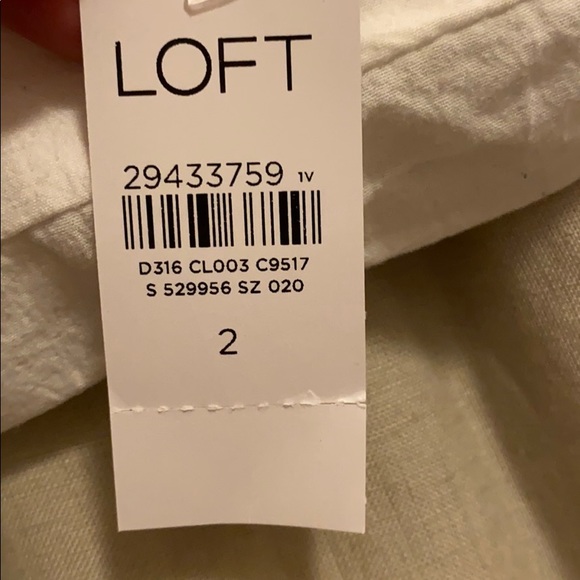 LOFT
29433759 1V
D316 CL003 C9517
S 529956 SZ 020
2